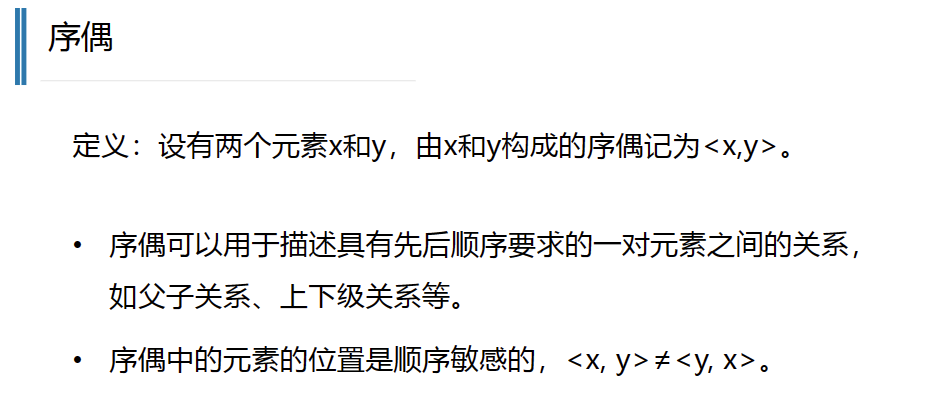 序偶
定义：设有两个元素x和y，由x和y构成的序偶记为<x,y>。
• 序偶可以用于描述具有先后顺序要求的一对元素之间的关系，
如父子关系、上下级关系等。
• 序偶中的元素的位置是顺序敏感的，<x, y>≠<y, x>。